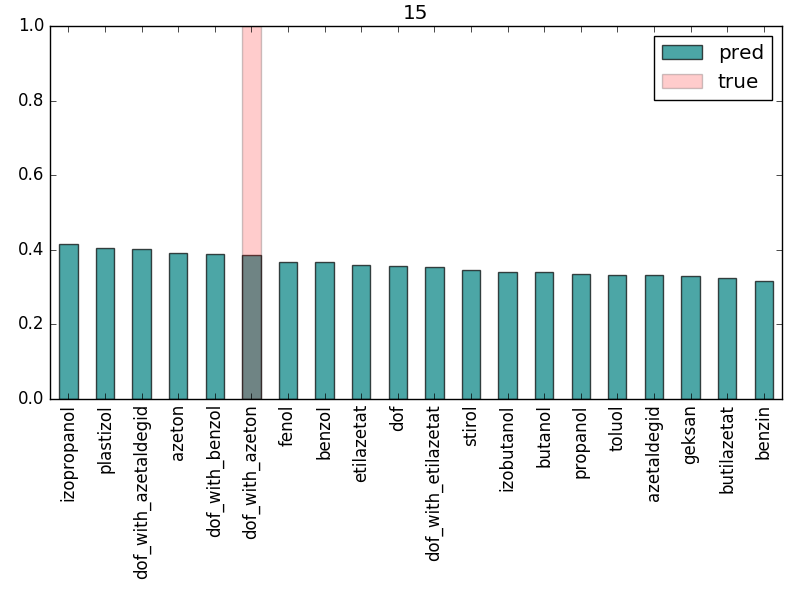 15
1.0
0.8
0.6
0.4
0.2
0.0
pred
true
izopropanol
plastizol
dof_with_azetaldegid
azeton
dof_with_benzol
dof_with_azeton
fenol
benzol
etilazetat
dof
dof_with_etilazetat
stirol
izobutanol
butanol
propanol
toluol
azetaldegid
geksan
butilazetat
benzin